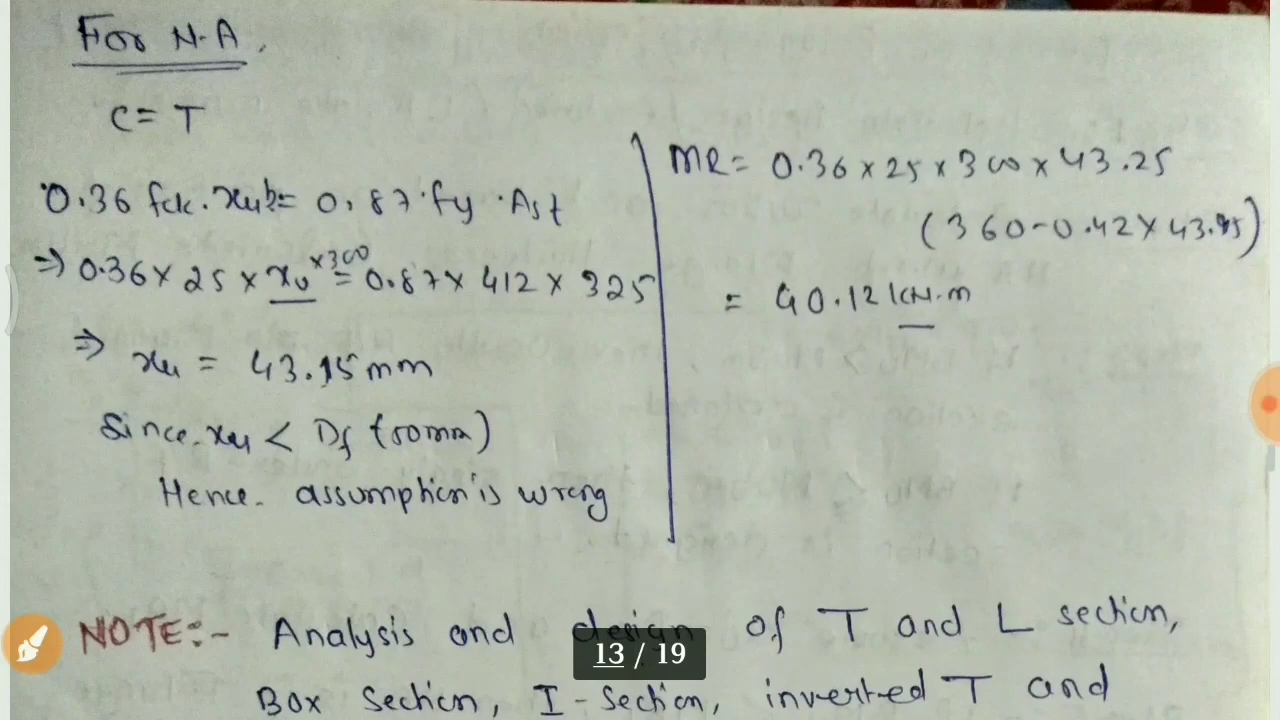 For N.A,
C = T
0.36 fck. xu b = 0.87. fy . Ast
⇒ 0.36 × 25 × xu × 300 = 0.87 × 412 × 325
⇒ xu = 43.15 mm
Since. xu < Df (50mm)
Hence. assumption is wrong
MR = 0.36 × 25 × 300 × 43.25
(360 - 0.42 × 43.45)
= 40.12 kN.m
NOTE:- Analysis and design of T and L section,
Box section, I-section, inverted T and
13 / 19